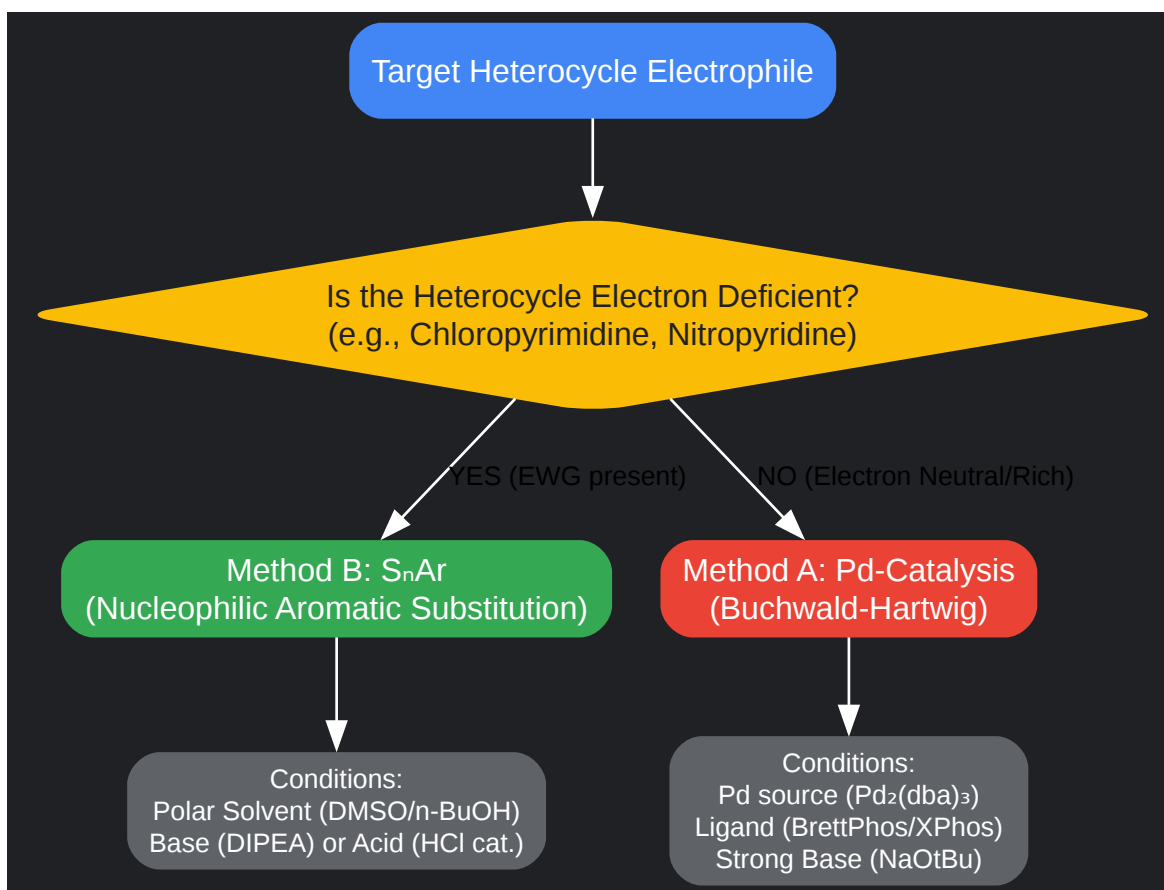 Target Heterocycle Electrophile
Is the Heterocycle Electron Deficient?
(e.g., Chloropyrimidine, Nitropyridine)
YES (EWG present)
NO (Electron Neutral/Rich)
Method B: SₙAr
(Nucleophilic Aromatic Substitution)
Method A: Pd-Catalysis
(Buchwald-Hartwig)
Conditions:
Polar Solvent (DMSO/n-BuOH)
Base (DIPEA) or Acid (HCl cat.)
Conditions:
Pd source (Pd₂(dba)₃)
Ligand (BrettPhos/XPhos)
Strong Base (NaOtBu)